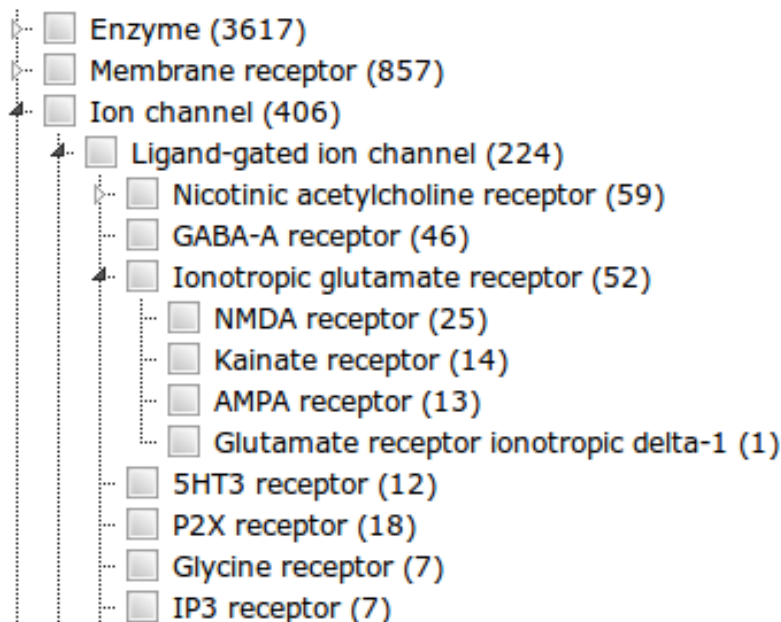 Enzyme (3617)
Membrane receptor (857)
Ion channel (406)
Ligand-gated ion channel (224)
Nicotinic acetylcholine receptor (59)
GABA-A receptor (46)
Ionotropic glutamate receptor (52)
NMDA receptor (25)
Kainate receptor (14)
AMPA receptor (13)
Glutamate receptor ionotropic delta-1 (1)
5HT3 receptor (12)
P2X receptor (18)
Glycine receptor (7)
IP3 receptor (7)